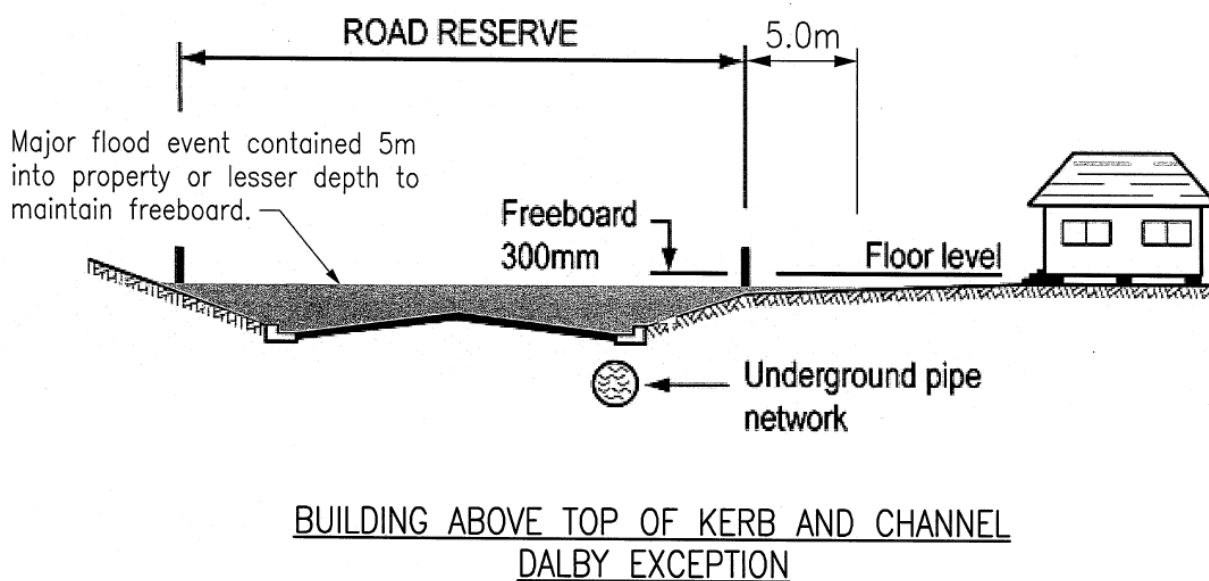 ROAD RESERVE
5.0m
Major flood event contained 5m
into property or lesser depth to
maintain freeboard.
Freeboard
300mm
Floor level
Underground pipe
network
BUILDING ABOVE TOP OF KERB AND CHANNEL
DALBY EXCEPTION